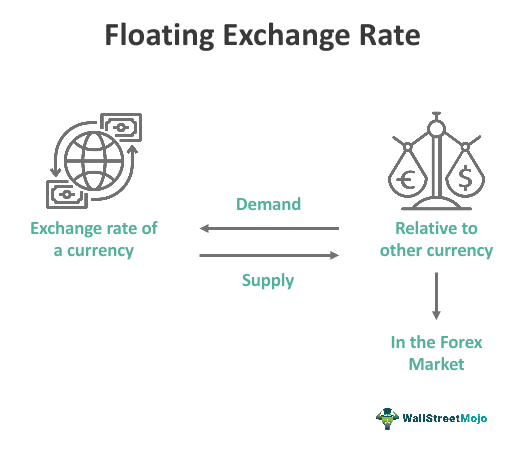 Floating Exchange Rate
€
$
Demand
Exchange rate of
a currency
Relative to
other currency
Supply
In the Forex
Market
WallStreetMojo